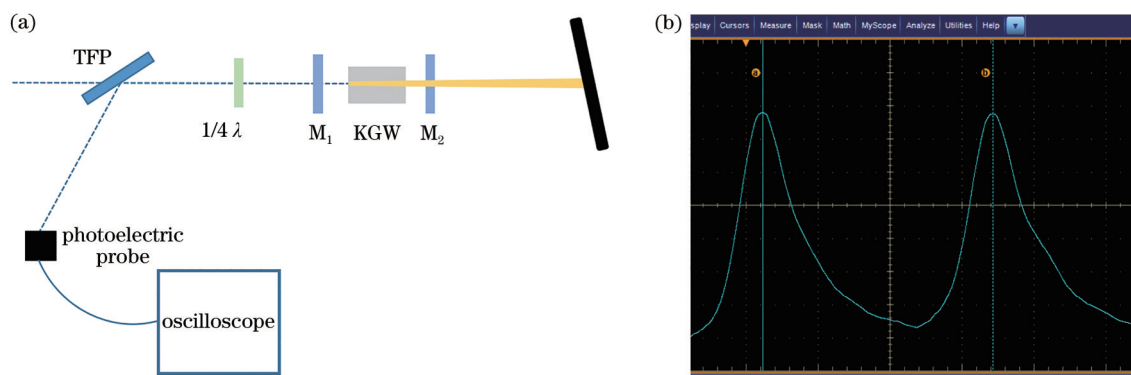 (a)
TFP
1/4 λ
M₁
KGW
M₂
photoelectric
probe
oscilloscope
(b)
splay Cursors Measure Mask Math MyScope Analyze Utilities Help
a
b